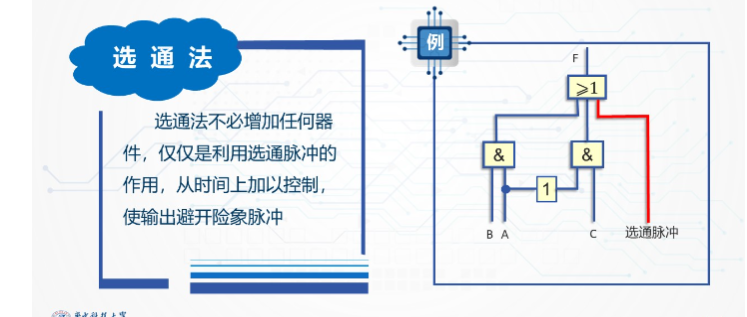 选通法
选通法不必增加任何器
件，仅仅是利用选通脉冲的
作用，从时间上加以控制，
使输出避开险象脉冲
例
F
⩾1
&
&
1
B A
C
选通脉冲